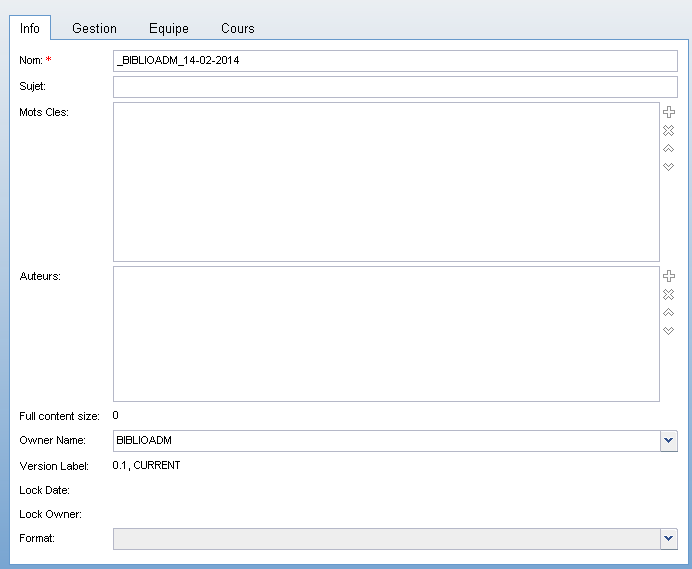 Info Gestion Equipe Cours
Nom: * _BIBLIOADM_14-02-2014
Sujet:
Mots Cles:
Auteurs:
Full content size: 0
Owner Name: BIBLIOADM
Version Label: 0.1, CURRENT
Lock Date:
Lock Owner:
Format: